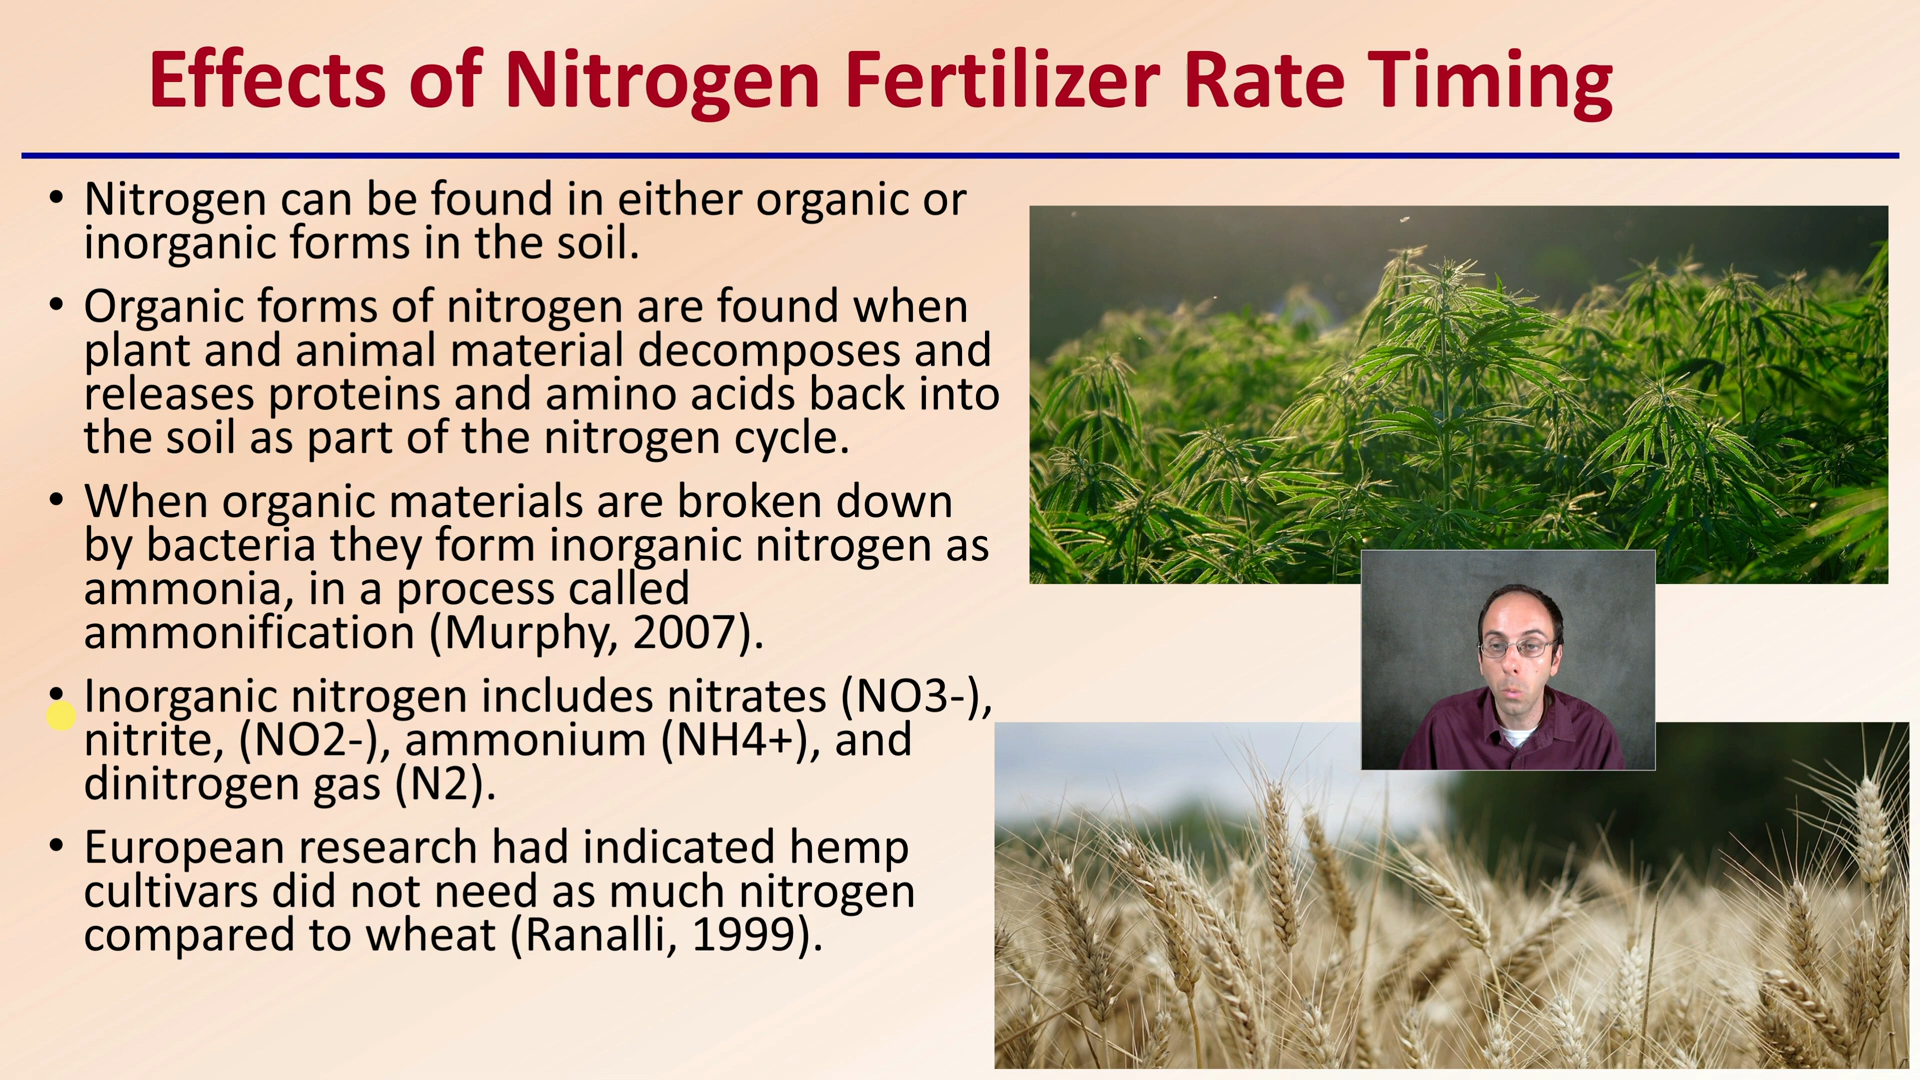 Effects of Nitrogen Fertilizer Rate Timing
• Nitrogen can be found in either organic or
inorganic forms in the soil.
• Organic forms of nitrogen are found when
plant and animal material decomposes and
releases proteins and amino acids back into
the soil as part of the nitrogen cycle.
• When organic materials are broken down
by bacteria they form inorganic nitrogen as
ammonia, in a process called
ammonification (Murphy, 2007).
• Inorganic nitrogen includes nitrates (NO3-),
nitrite, (NO2-), ammonium (NH4+), and
dinitrogen gas (N2).
• European research had indicated hemp
cultivars did not need as much nitrogen
compared to wheat (Ranalli, 1999).